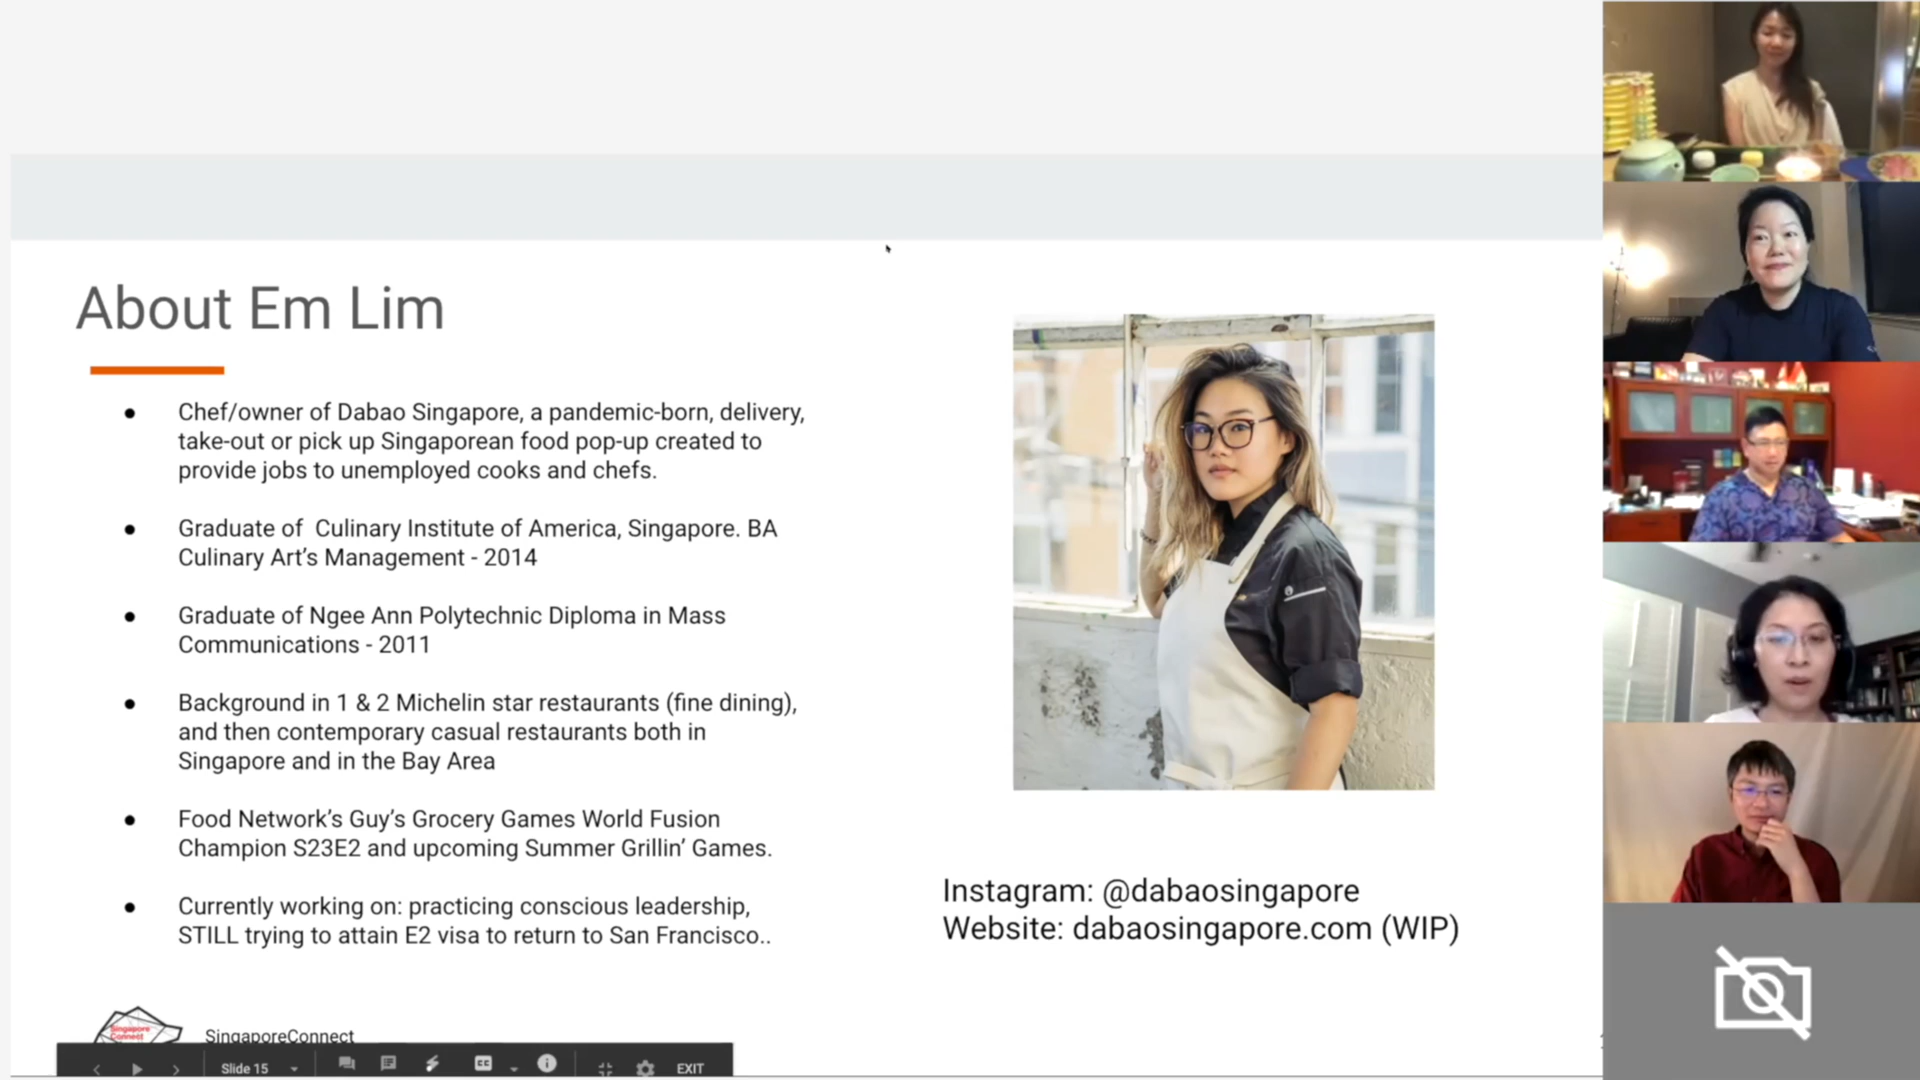 About Em Lim
● Chef/owner of Dabao Singapore, a pandemic-born, delivery,
take-out or pick up Singaporean food pop-up created to
provide jobs to unemployed cooks and chefs.
● Graduate of  Culinary Institute of America, Singapore. BA
Culinary Art's Management - 2014
● Graduate of Ngee Ann Polytechnic Diploma in Mass
Communications - 2011
● Background in 1 & 2 Michelin star restaurants (fine dining),
and then contemporary casual restaurants both in
Singapore and in the Bay Area
● Food Network's Guy's Grocery Games World Fusion
Champion S23E2 and upcoming Summer Grillin' Games.
● Currently working on: practicing conscious leadership,
STILL trying to attain E2 visa to return to San Francisco..
Instagram: @dabaosingapore
Website: dabaosingapore.com (WIP)
Singapore
Connect
SingaporeConnect
Slide 15
CC
EXIT